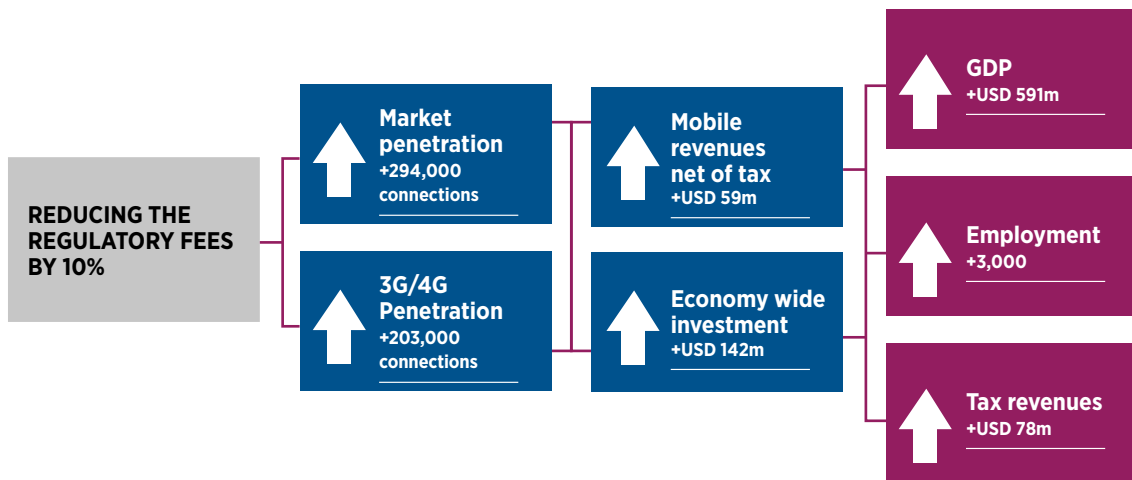 REDUCING THE
REGULATORY FEES
BY 10%
Market
penetration
+294,000
connections
3G/4G
Penetration
+203,000
connections
Mobile
revenues
net of tax
+USD 59m
Economy wide
investment
+USD 142m
GDP
+USD 591m
Employment
+3,000
Tax revenues
+USD 78m